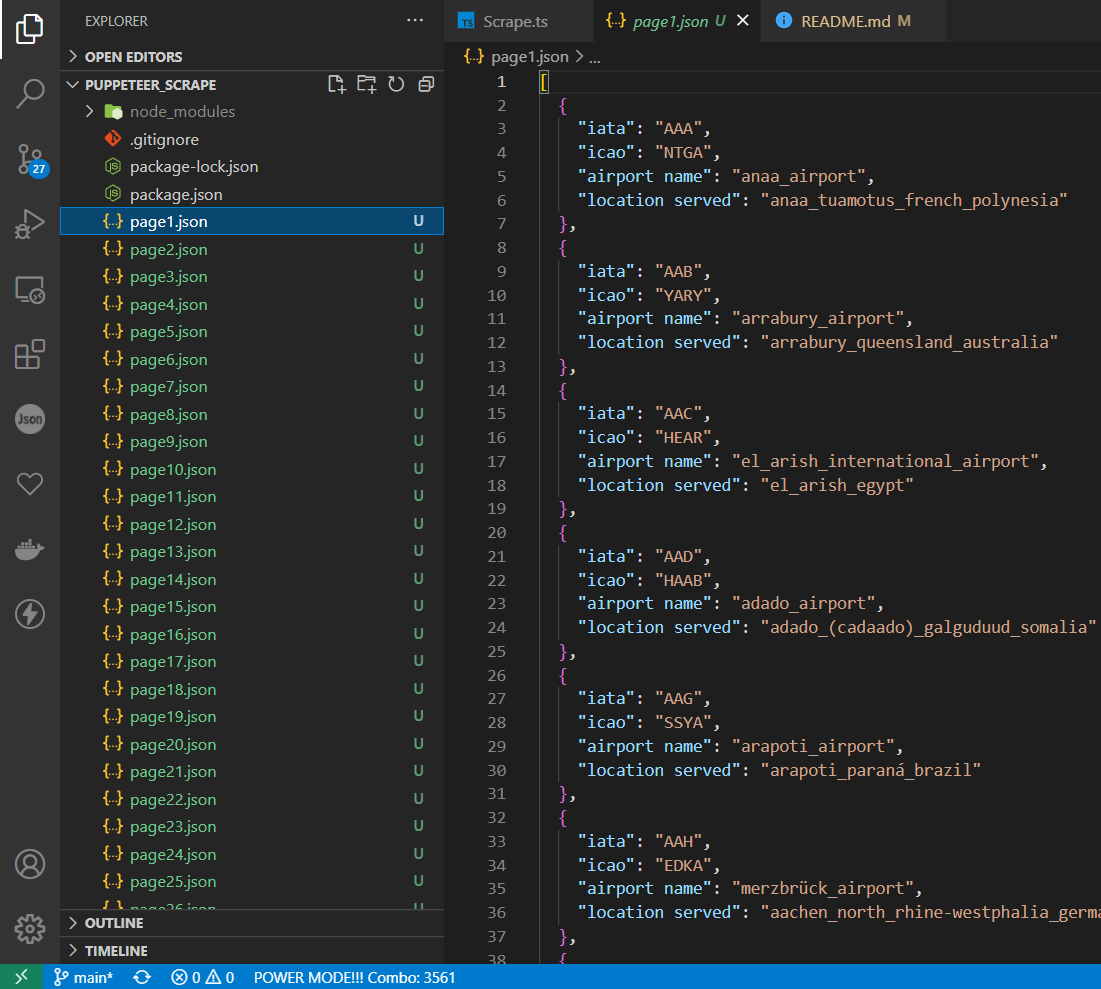 EXPLORER
OPEN EDITORS
PUPPETEER_SCRAPE
node_modules
.gitignore
package-lock.json
package.json
page1.json U
page2.json U
page3.json U
page4.json U
page5.json U
page6.json U
page7.json U
page8.json U
page9.json U
page10.json U
page11.json U
page12.json U
page13.json U
page14.json U
page15.json U
page16.json U
page17.json U
page18.json U
page19.json U
page20.json U
page21.json U
page22.json U
page23.json U
page24.json U
page25.json U
page26.json U
OUTLINE
TIMELINE
27
Json
TS Scrape.ts
{..} page1.json U
README.md M
{..} page1.json > ...
1 [
2 {
3 "iata": "AAA",
4 "icao": "NTGA",
5 "airport name": "anaa_airport",
6 "location served": "anaa_tuamotus_french_polynesia"
7 },
8 {
9 "iata": "AAB",
10 "icao": "YARY",
11 "airport name": "arrabury_airport",
12 "location served": "arrabury_queensland_australia"
13 },
14 {
15 "iata": "AAC",
16 "icao": "HEAR",
17 "airport name": "el_arish_international_airport",
18 "location served": "el_arish_egypt"
19 },
20 {
21 "iata": "AAD",
22 "icao": "HAAB",
23 "airport name": "adado_airport",
24 "location served": "adado_(cadaado)_galguduud_somalia"
25 },
26 {
27 "iata": "AAG",
28 "icao": "SSYA",
29 "airport name": "arapoti_airport",
30 "location served": "arapoti_paraná_brazil"
31 },
32 {
33 "iata": "AAH",
34 "icao": "EDKA",
35 "airport name": "merzbrück_airport",
36 "location served": "aachen_north_rhine-westphalia_germa
37 },
38 {
main* 0 0 POWER MODE!!! Combo: 3561